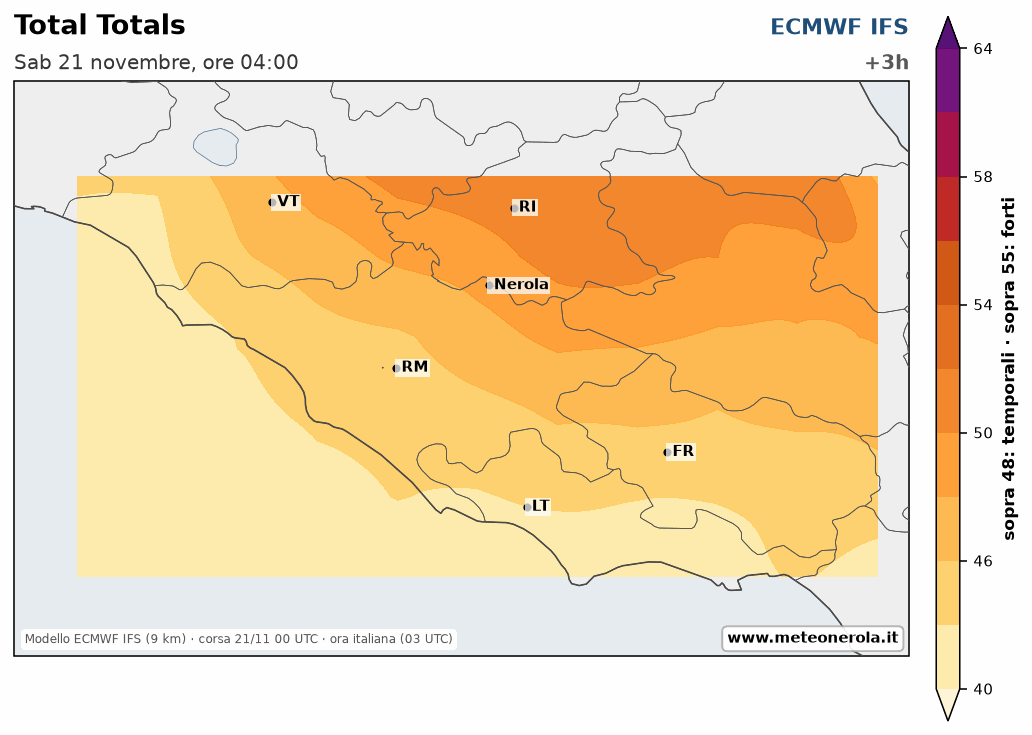 Total Totals
ECMWF IFS
Sab 21 novembre, ore 04:00
+3h
VT
RI
Nerola
RM
FR
LT
Modello ECMWF IFS (9 km) · corsa 21/11 00 UTC · ora italiana (03 UTC)
www.meteonerola.it
64
58
54
50
46
40
sopra 48: temporali · sopra 55: forti